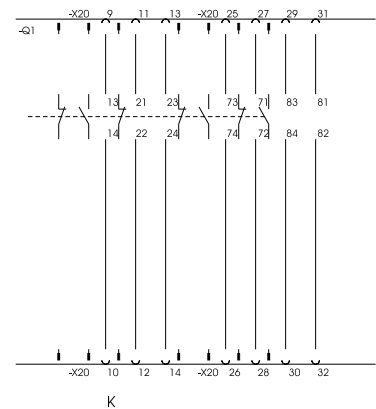 -X20 9 11 13 -X20 25 27 29 31
-Q1
13 21 23 73 71 83 81
14 22 24 74 72 84 82
-X20 10 12 14 -X20 26 28 30 32
K